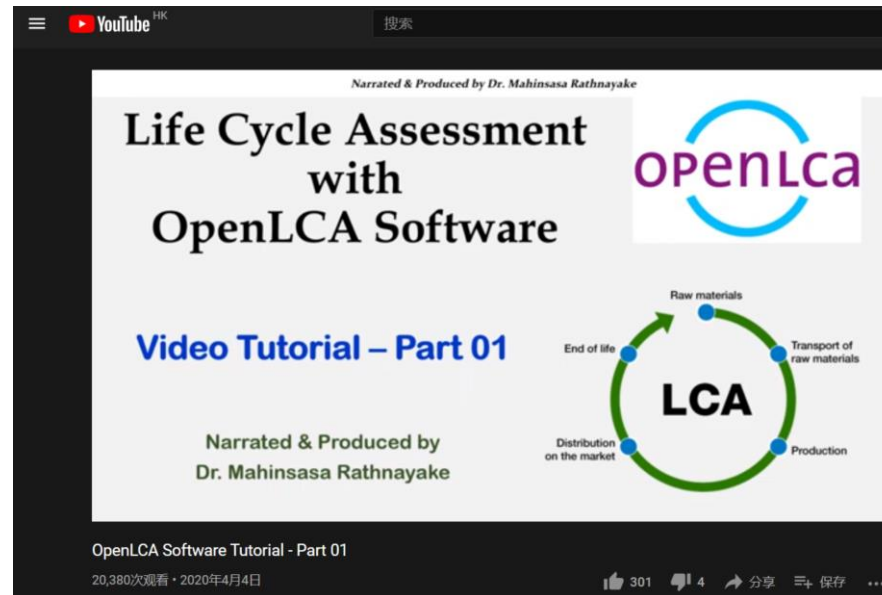 YouTube HK
搜索
Narrated & Produced by Dr. Mahinsasa Rathnayake
Life Cycle Assessment
with
OpenLCA Software
openLCA
Video Tutorial – Part 01
Narrated & Produced by
Dr. Mahinsasa Rathnayake
Raw materials
Transport of
raw materials
Production
Distribution
on the market
End of life
LCA
OpenLCA Software Tutorial - Part 01
20,380次观看 • 2020年4月4日
301
4
分享
保存